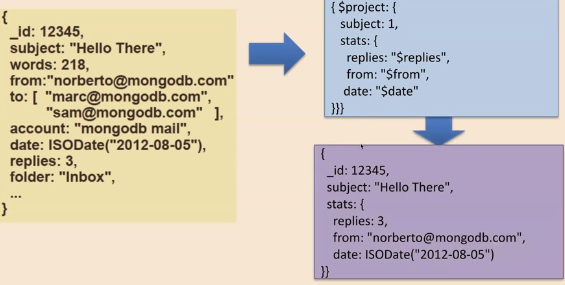 {
_id: 12345,
subject: "Hello There",
words: 218,
from:"norberto@mongodb.com"
to: [ "marc@mongodb.com",
"sam@mongodb.com" ],
account: "mongodb mail",
date: ISODate("2012-08-05"),
replies: 3,
folder: "Inbox",
...
}
{ $project: {
subject: 1,
stats: {
replies: "$replies",
from: "$from",
date: "$date"
}}}
{
_id: 12345,
subject: "Hello There",
stats: {
replies: 3,
from: "norberto@mongodb.com",
date: ISODate("2012-08-05")
}}